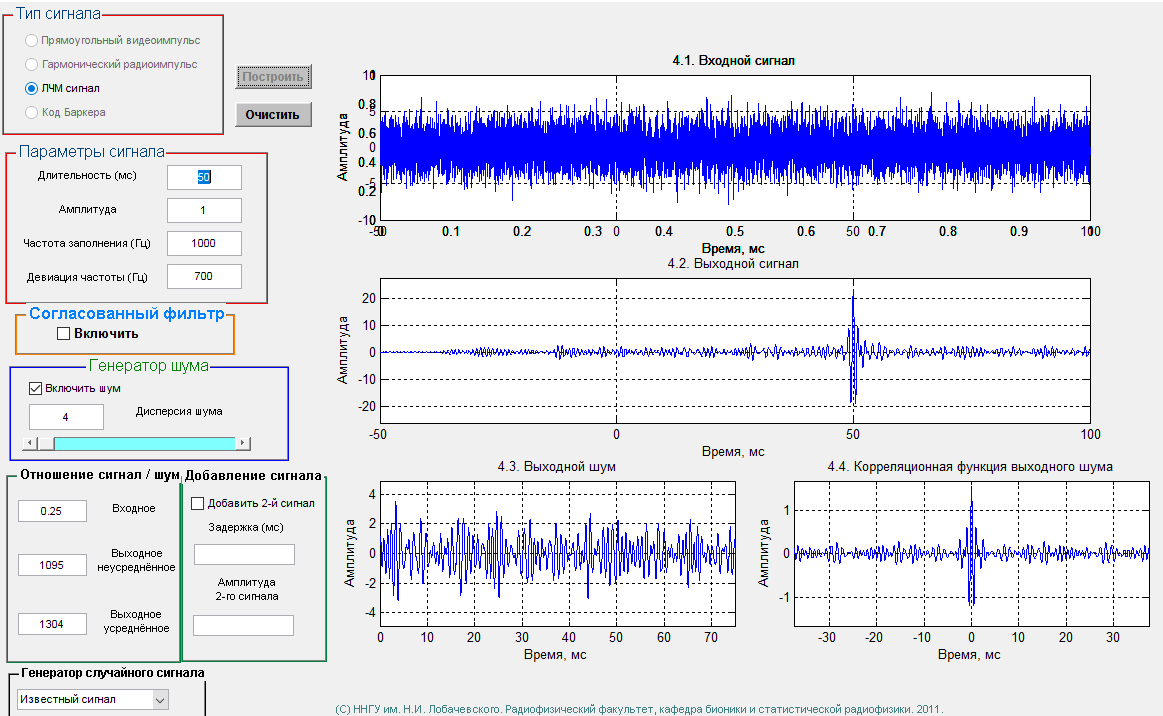 Тип сигнала
Прямоугольный видеоимпульс
Гармонический радиоимпульс
ЛЧМ сигнал
Код Баркера
Построить
Очистить
Параметры сигнала
Длительность (мс)
50
Амплитуда
1
Частота заполнения (Гц)
1000
Девиация частоты (Гц)
700
Согласованный фильтр
Включить
Генератор шума
Включить шум
4
Дисперсия шума
Отношение сигнал / шум
0.25
Входное
1095
Выходное
неусреднённое
1304
Выходное
усреднённое
Добавление сигнала
Добавить 2-й сигнал
Задержка (мс)
Амплитуда
2-го сигнала
Генератор случайного сигнала
Известный сигнал
4.1. Входной сигнал
Амплитуда
0.8
0.6
0
0.4
0.2
-10
0.1
0.2
0.3
0
0.4
0.5
0.6
50
0.7
0.8
0.9
Время, мс
4.2. Выходной сигнал
Амплитуда
20
10
0
-10
-20
-50
0
50
100
Время, мс
4.3. Выходной шум
Амплитуда
4
2
0
-2
-4
0
10
20
30
40
50
60
70
Время, мс
4.4. Корреляционная функция выходного шума
Амплитуда
1
0
-1
-30
-20
-10
0
10
20
30
Время, мс
(С) ННГУ им. Н.И. Лобачевского. Радиофизический факультет, кафедра бионики и статистической радиофизики. 2011.